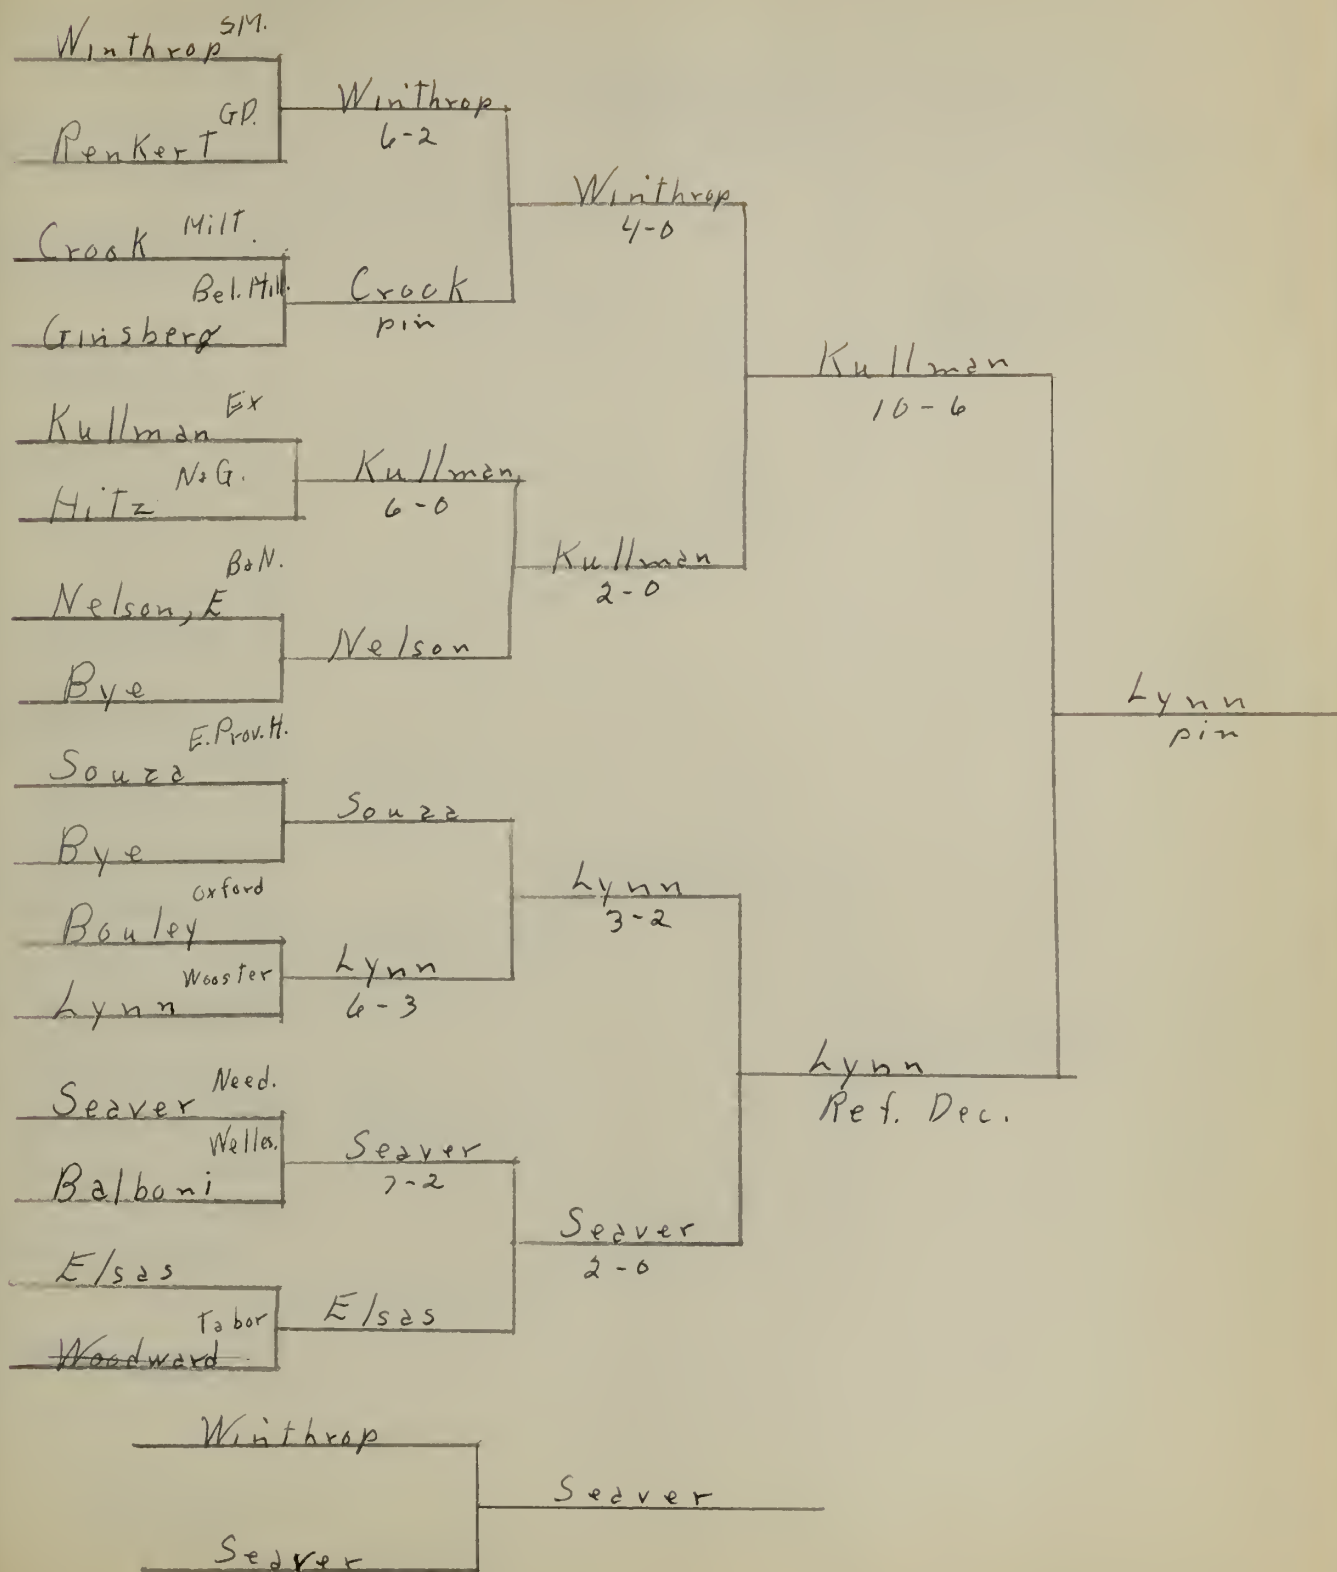 Winthrop SM.
Renkert GD.
Crook Milt.
Bel. Hill.
Ginsberg
Kullman Ex
Hitz N&G.
B&N.
Nelson, E
Bye
E. Prov. H.
Souza
Bye
Oxford
Bouley
Lynn Wooster
Seaver Need.
Welles.
Balboni
Elsas
Tabor
Woodward
Winthrop
6-2
Crook
pin
Kullman
6-0
Nelson
Souza
Lynn
6-3
Seaver
7-2
Elsas
Winthrop
4-0
Kullman
2-0
Lynn
3-2
Seaver
2-0
Kullman
10-6
Lynn
Ref. Dec.
Lynn
pin
Winthrop
Seaver
Seaver